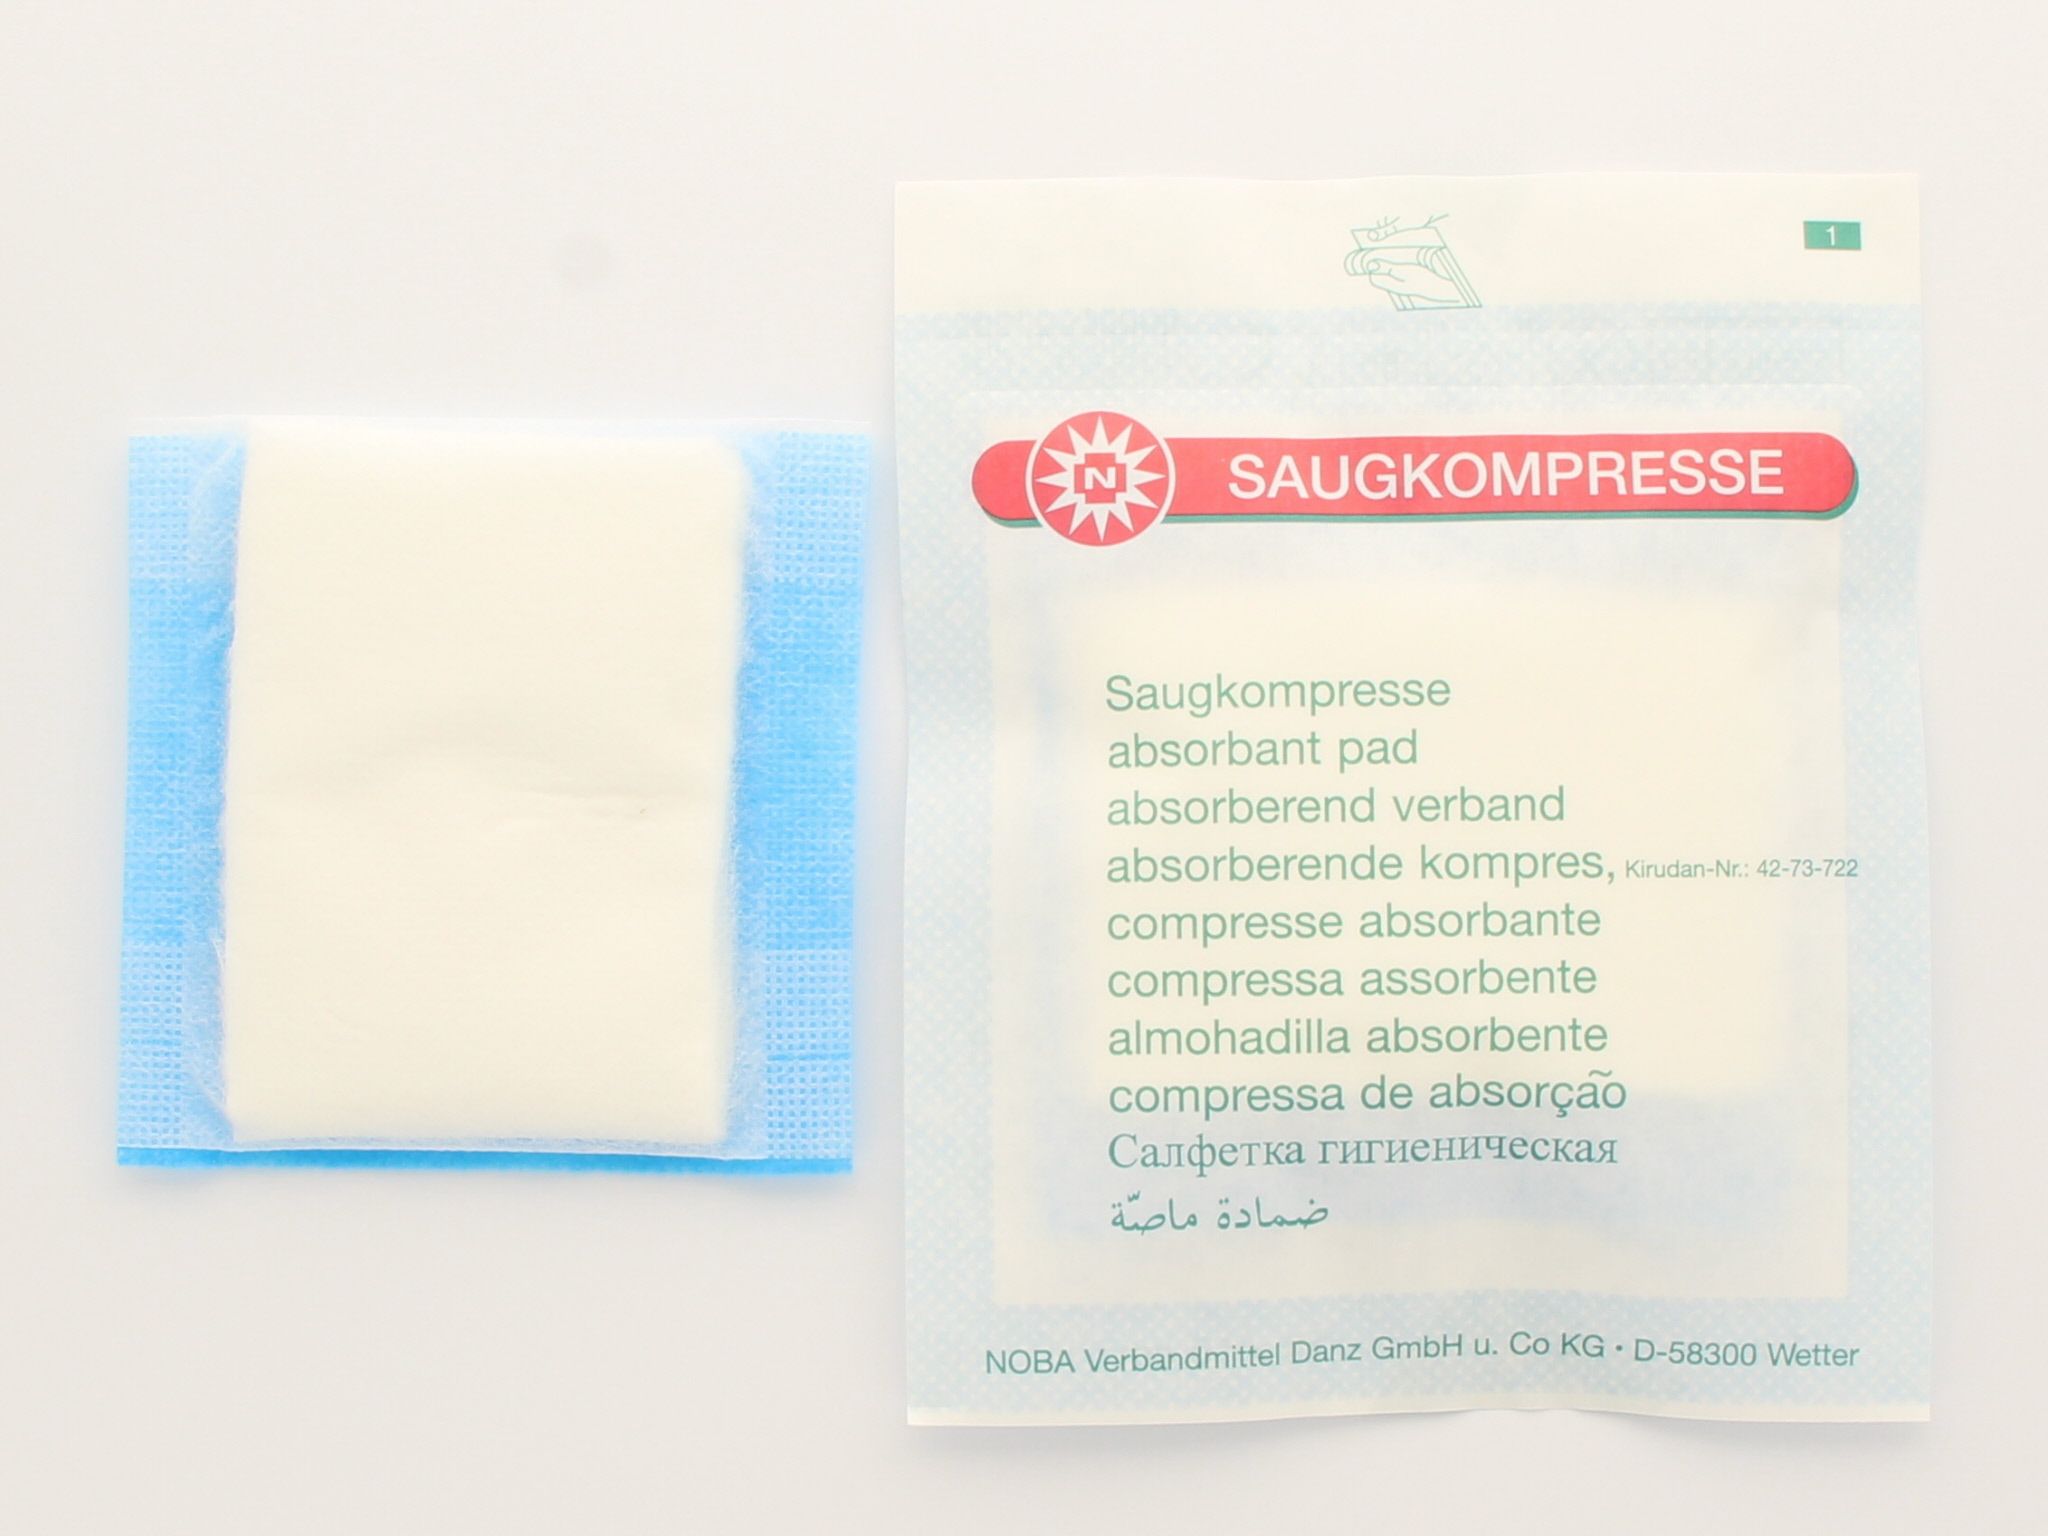 1
N SAUGKOMPRESSE
Saugkompresse
absorbant pad
absorberend verband
absorberende kompres, Kirudan-Nr.: 42-73-722
compresse absorbante
compressa assorbente
almohadilla absorbente
compressa de absorção
Салфетка гигиеническая
ضمادة ماصّة
NOBA Verbandmittel Danz GmbH u. Co KG • D-58300 Wetter